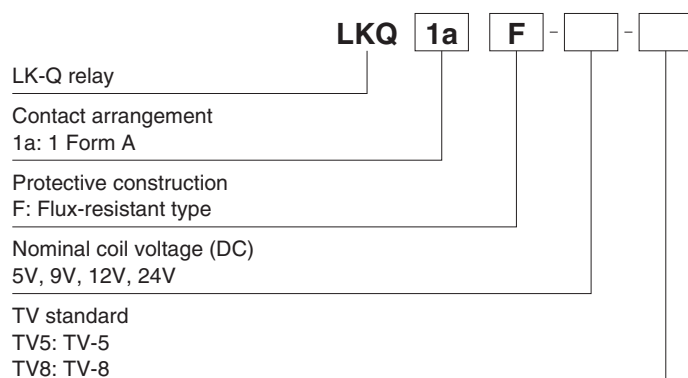 LKQ 1a F - -
LK-Q relay
Contact arrangement
1a: 1 Form A
Protective construction
F: Flux-resistant type
Nominal coil voltage (DC)
5V, 9V, 12V, 24V
TV standard
TV5: TV-5
TV8: TV-8